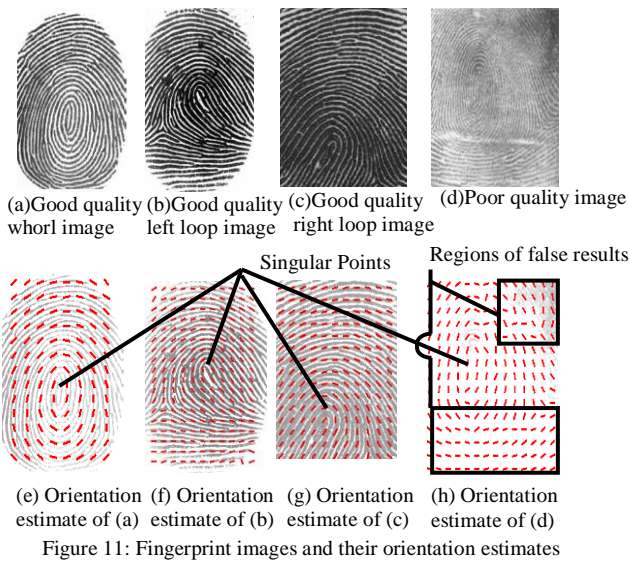 (a)Good quality
whorl image
(b)Good quality
left loop image
(c)Good quality
right loop image
(d)Poor quality image
Singular Points
Regions of false results
(e) Orientation
estimate of (a)
(f) Orientation
estimate of (b)
(g) Orientation
estimate of (c)
(h) Orientation
estimate of (d)
Figure 11: Fingerprint images and their orientation estimates